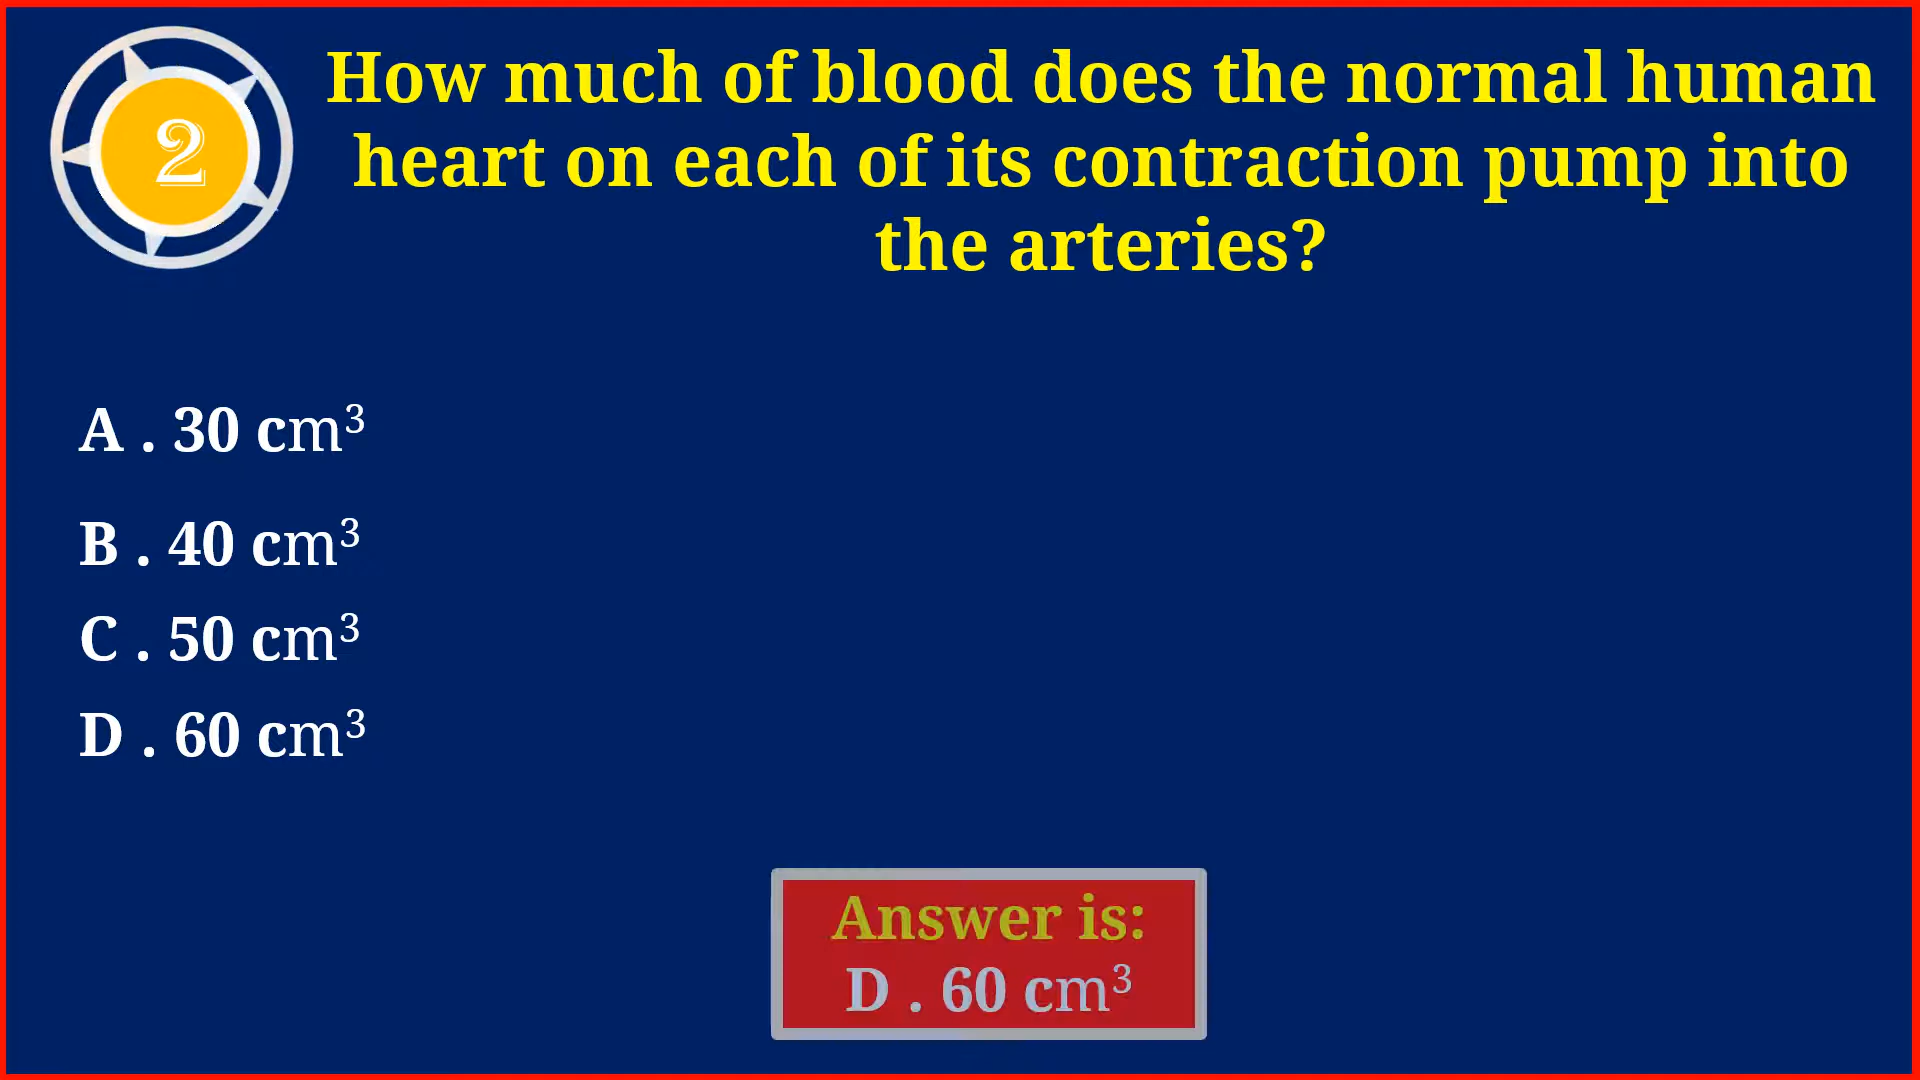 2
How much of blood does the normal human
heart on each of its contraction pump into
the arteries?
A . 30 cm³
B . 40 cm³
C . 50 cm³
D . 60 cm³
Answer is:
D . 60 cm³